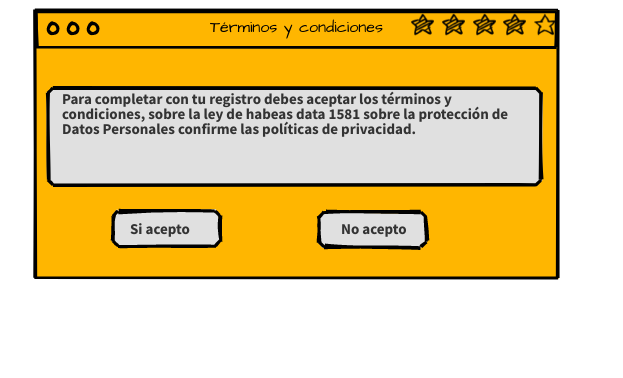 Términos y condiciones
Para completar con tu registro debes aceptar los términos y
condiciones, sobre la ley de habeas data 1581 sobre la protección de
Datos Personales confirme las políticas de privacidad.
Si acepto
No acepto